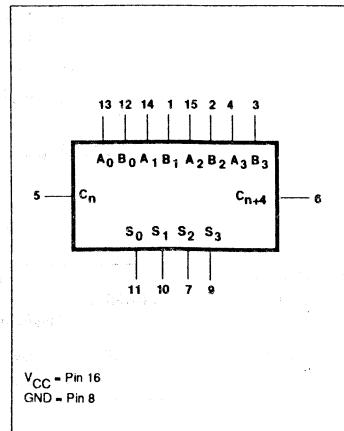 13 12 14 1 15 2 4 3
A0 B0 A1 B1 A2 B2 A3 B3
5 Cn Cn+4 6
S0 S1 S2 S3
11 10 7 9
VCC = Pin 16
GND = Pin 8